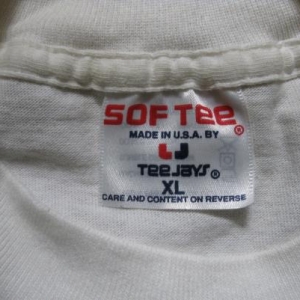 SOFTEE®
MADE IN U.S.A. BY
TEEJAYS®
XL
CARE AND CONTENT ON REVERSE